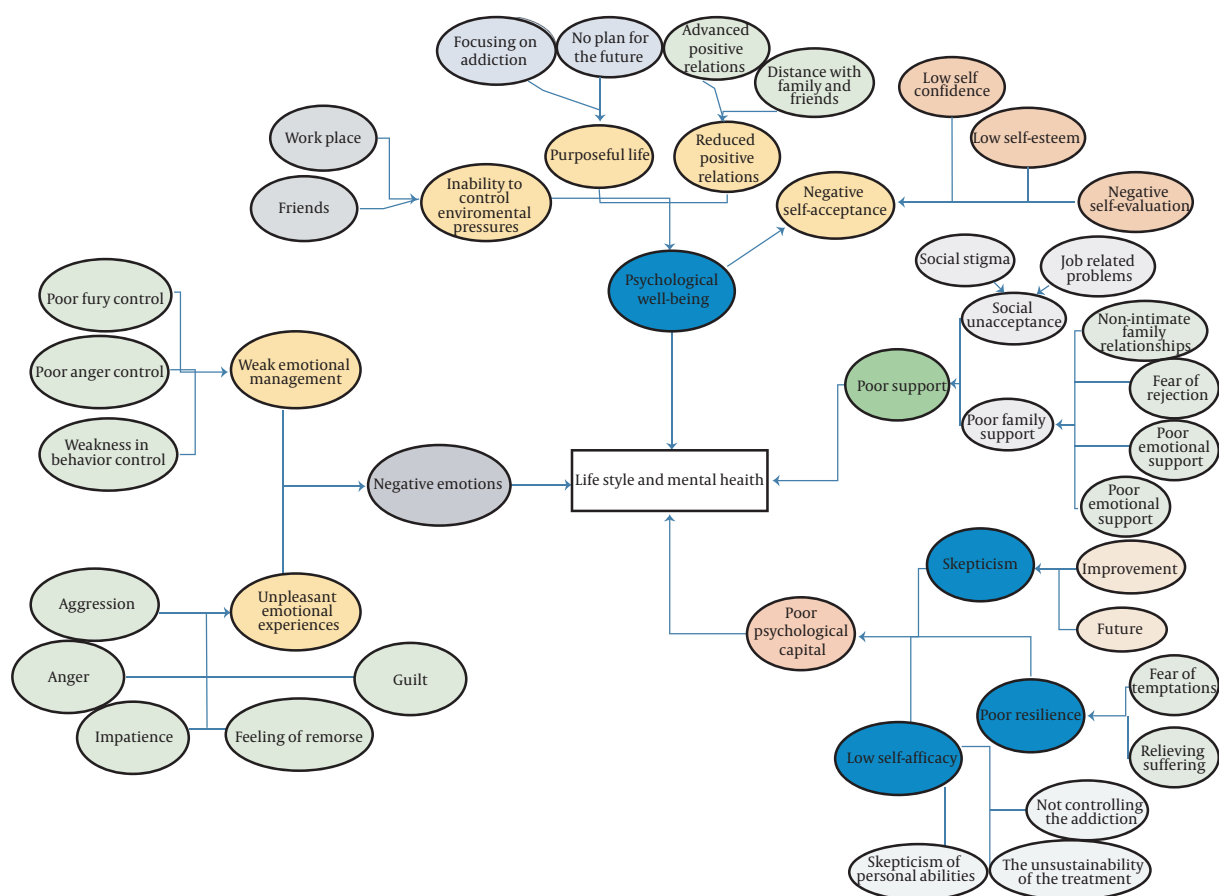 Focusing on
addiction
No plan for
the future
Advanced
positive
relations
Distance with
family and
friends
Low self
confidence
Low self-esteem
Negative
self-evaluation
Work place
Friends
Purposeful life
Reduced
positive
relations
Inability to
control
enviromental
pressures
Negative
self-acceptance
Psychological
well-being
Social stigma
Job related
problems
Social
unacceptance
Non-intimate
family
relationships
Fear of
rejection
Poor support
Poor family
support
Poor
emotional
support
Poor
emotional
support
Poor fury control
Poor anger control
Weakness in
behavior control
Weak emotional
management
Negative emotions
Life style and mental health
Unpleasant
emotional
experiences
Aggression
Anger
Guilt
Impatience
Feeling of remorse
Poor
psychological
capital
Skepticism
Improvement
Future
Poor resilience
Fear of
temptations
Relieving
suffering
Low self-afficacy
Not controlling
the addiction
Skepticism of
personal abilities
The unsustainability
of the treatment